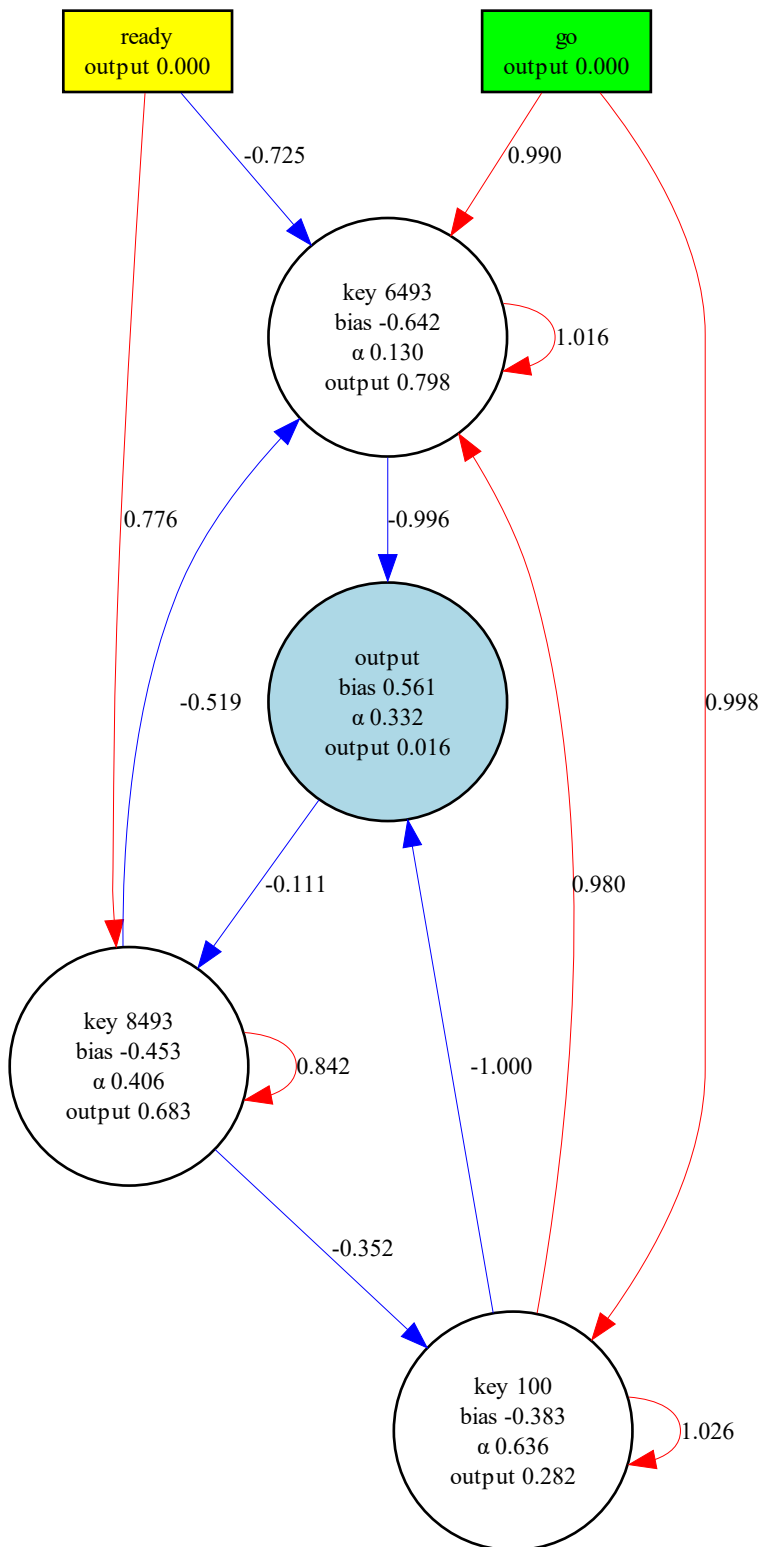 ready
output 0.000
go
output 0.000
-0.725
0.990
key 6493
bias -0.642
α 0.130
output 0.798
1.016
0.776
-0.996
output
bias 0.561
α 0.332
output 0.016
-0.519
0.998
-0.111
0.980
key 8493
bias -0.453
α 0.406
output 0.683
0.842
-1.000
-0.352
key 100
bias -0.383
α 0.636
output 0.282
1.026